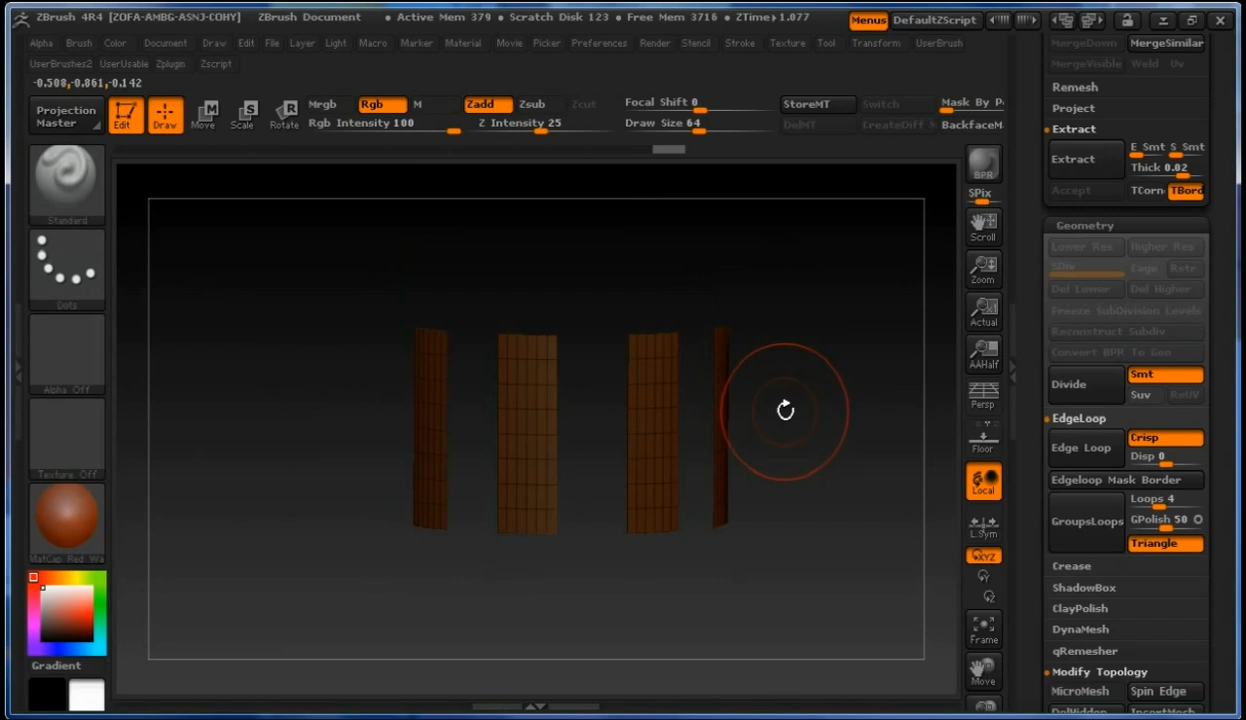 ZBrush 4R4 [ZOFA-AMBG-ASNJ-COHY] ZBrush Document • Active Mem 379 • Scratch Disk 123 • Free Mem 3716 • ZTime▸1.077 Menus DefaultZScript
Alpha Brush Color Document Draw Edit File Layer Light Macro Marker Material Movie Picker Preferences Render Stencil Stroke Texture Tool Transform UserBrush
UserBrushes2 UserUsable Zplugin Zscript
-0.508,-0.861,-0.142
Projection Master
Edit
Draw
Move
Scale
Rotate
Mrgb Rgb M
Rgb Intensity 100
Zadd Zsub Zcut
Z Intensity 25
Focal Shift 0
Draw Size 64
StoreMT Switch Mask By P
DelMT CreateDiff BackfaceM
Standard
Dots
Alpha Off
Texture Off
MatCap Red Wa
Gradient
BPR
SPix
Scroll
Zoom
Actual
AAHalf
Persp
Floor
Local
L.Sym
XYZ
Y
Z
Frame
Move
MergeDown MergeSimilar
MergeVisible Weld Uv
Remesh
Project
Extract
Extract E Smt S Smt
Thick 0.02
Accept TCorn TBord
Geometry
Lower Res Higher Res
SDiv Cage Rstr
Del Lower Del Higher
Freeze SubDivision Levels
Reconstruct Subdiv
Convert BPR To Geo
Divide Smt
Suv ReUV
EdgeLoop
Edge Loop Crisp
Disp 0
Edgeloop Mask Border
GroupsLoops Loops 4
GPolish 50
Triangle
Crease
ShadowBox
ClayPolish
DynaMesh
qRemesher
Modify Topology
MicroMesh Spin Edge
DelHidden InsertMesh